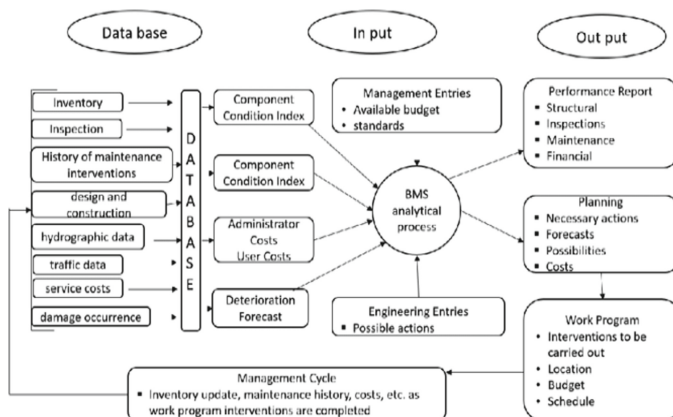 Data base
In put
Out put
Inventory
Inspection
History of maintenance
interventions
design and
construction
hydrographic data
traffic data
service costs
damage occurrence
D
A
T
A
B
A
S
E
Component
Condition Index
Component
Condition Index
Administrator
Costs
User Costs
Deterioration
Forecast
Management Entries
• Available budget
• standards
BMS
analytical
process
Engineering Entries
▪ Possible actions
Performance Report
▪ Structural
▪ Inspections
▪ Maintenance
▪ Financial
Planning
▪ Necessary actions
▪ Forecasts
▪ Possibilities
▪ Costs
Work Program
• Interventions to be
carried out
• Location
• Budget
• Schedule
Management Cycle
▪ Inventory update, maintenance history, costs, etc. as
work program interventions are completed